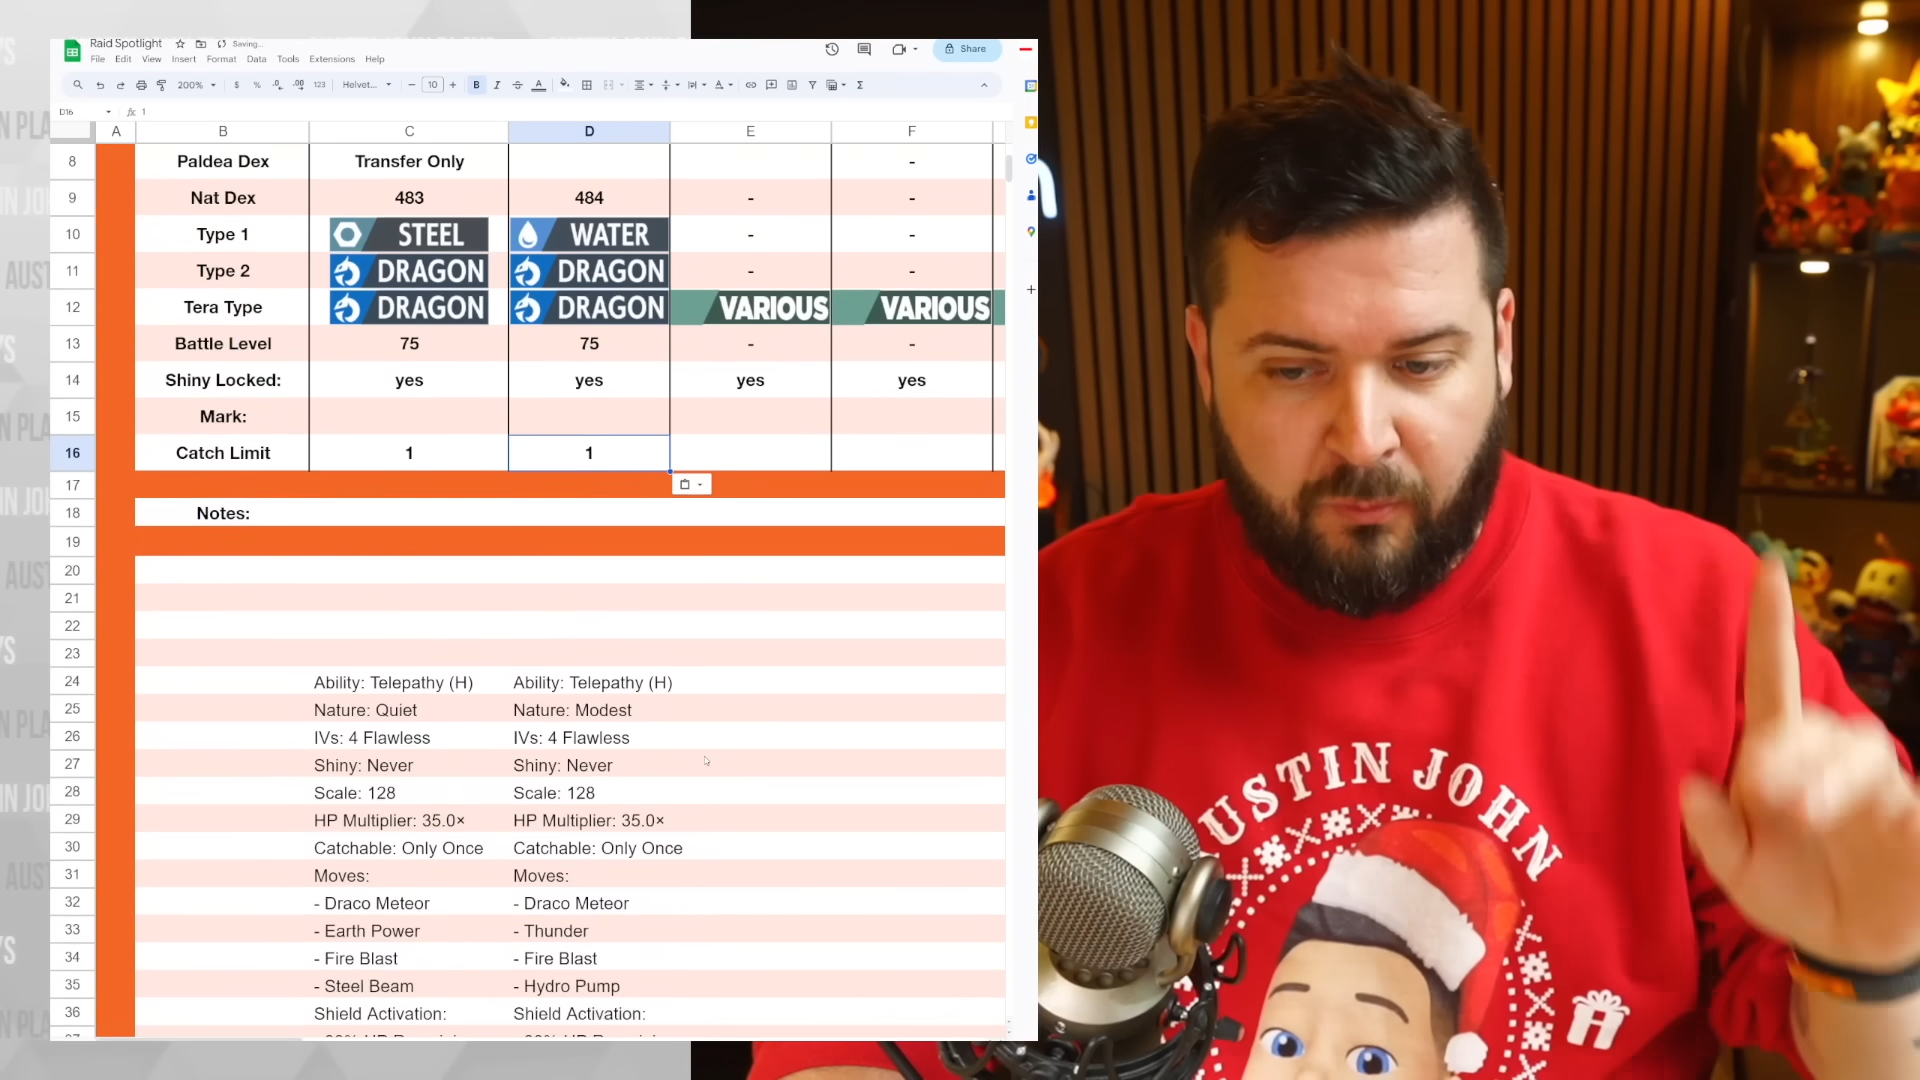 Raid Spotlight
Saving...
File Edit View Insert Format Data Tools Extensions Help
Share
200% $ % .0 .00 123 Helvet... 10 B I A
D16 fx 1
A B C D E F
8 Paldea Dex Transfer Only -
9 Nat Dex 483 484 - -
10 Type 1 STEEL WATER - -
11 Type 2 DRAGON DRAGON - -
12 Tera Type DRAGON DRAGON VARIOUS VARIOUS
13 Battle Level 75 75 - -
14 Shiny Locked: yes yes yes yes
15 Mark:
16 Catch Limit 1 1
17
18 Notes:
19
20
21
22
23
24 Ability: Telepathy (H) Ability: Telepathy (H)
25 Nature: Quiet Nature: Modest
26 IVs: 4 Flawless IVs: 4 Flawless
27 Shiny: Never Shiny: Never
28 Scale: 128 Scale: 128
29 HP Multiplier: 35.0× HP Multiplier: 35.0×
30 Catchable: Only Once Catchable: Only Once
31 Moves: Moves:
32 - Draco Meteor - Draco Meteor
33 - Earth Power - Thunder
34 - Fire Blast - Fire Blast
35 - Steel Beam - Hydro Pump
36 Shield Activation: Shield Activation:
USTIN JOHN